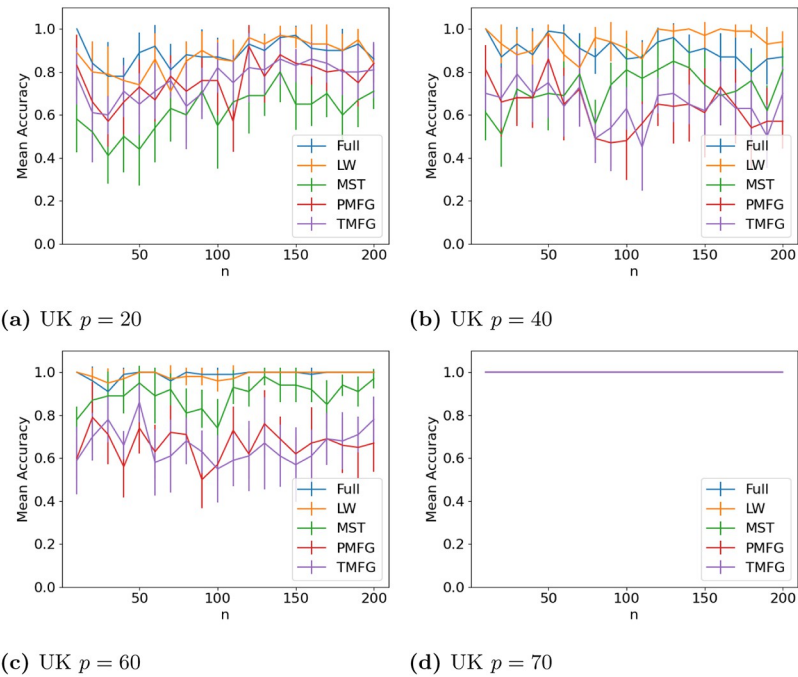 1.0
0.8
0.6
0.4
0.2
0.0
Mean Accuracy
50
100
150
200
n
Full
LW
MST
PMFG
TMFG
(a) UK p = 20
1.0
0.8
0.6
0.4
0.2
0.0
Mean Accuracy
50
100
150
200
n
Full
LW
MST
PMFG
TMFG
(b) UK p = 40
1.0
0.8
0.6
0.4
0.2
0.0
Mean Accuracy
50
100
150
200
n
Full
LW
MST
PMFG
TMFG
(c) UK p = 60
1.0
0.8
0.6
0.4
0.2
0.0
Mean Accuracy
50
100
150
200
n
Full
LW
MST
PMFG
TMFG
(d) UK p = 70